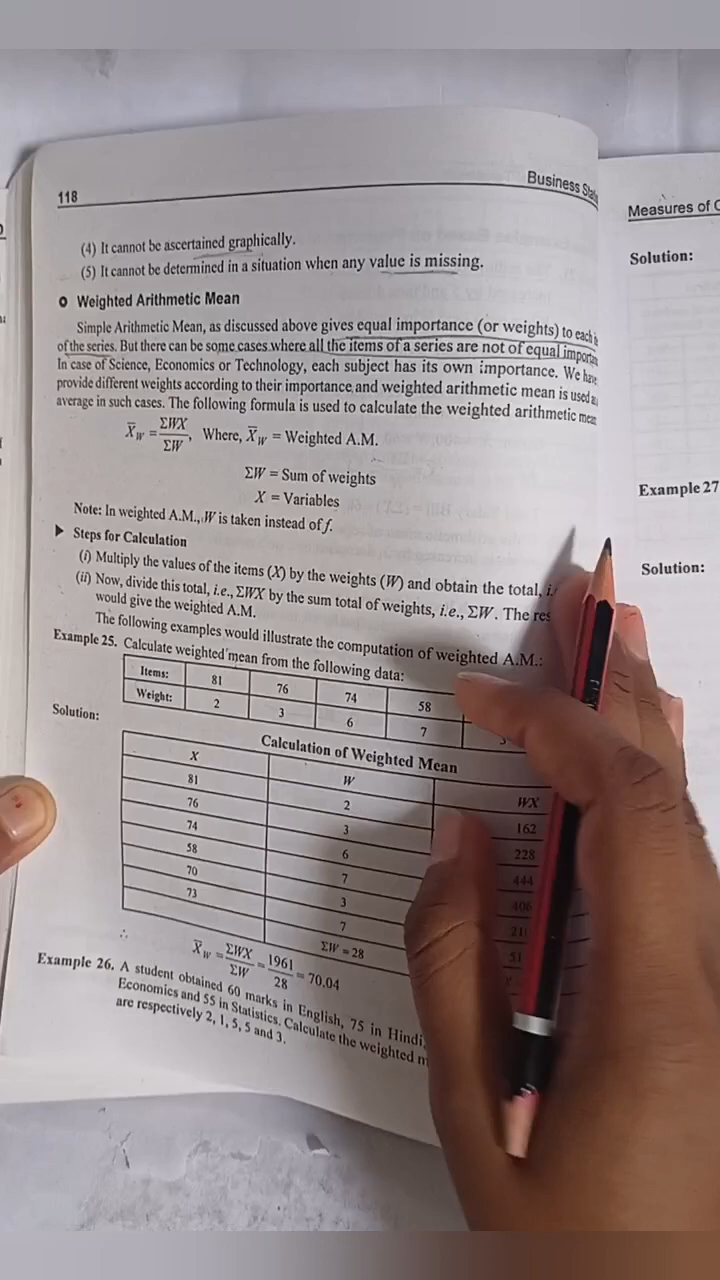 118
Business Stati
(4) It cannot be ascertained graphically.
(5) It cannot be determined in a situation when any value is missing.
Weighted Arithmetic Mean
Simple Arithmetic Mean, as discussed above gives equal importance (or weights) to each
of the series. But there can be some cases where all the items of a series are not of equal
In case of Science, Economics or Technology, each subject has its own importance. We have
provide different weights according to their importance and weighted arithmetic mean is used
average in such cases. The following formula is used to calculate the weighted arithmetic
X̄_W = ΣWX/ΣW, Where, X̄_W = Weighted A.M.
ΣW = Sum of weights
X = Variables
Note: In weighted A.M., W is taken instead of f.
Steps for Calculation
(i) Multiply the values of the items (X) by the weights (W) and obtain the total,
(ii) Now, divide this total, i.e., ΣWX by the sum total of weights, i.e., ΣW. The
would give the weighted A.M.
The following examples would illustrate the computation of weighted A.M.:
Example 25. Calculate weighted mean from the following data:
Items: 81 76 74 58
Weight: 2 3 6 7
Solution:
Calculation of Weighted Mean
X W WX
81 2 162
76 3 228
74 6 444
58 7 406
70 3
73 7
ΣW = 28
∴ X̄_W = ΣWX/ΣW = 1961/28 = 70.04
Example 26. A student obtained 60 marks in English, 75 in Hindi,
Economics and 55 in Statistics. Calculate the weighted
are respectively 2, 1, 5, 5 and 3.
Measures of C
Solution:
Example 27
Solution: